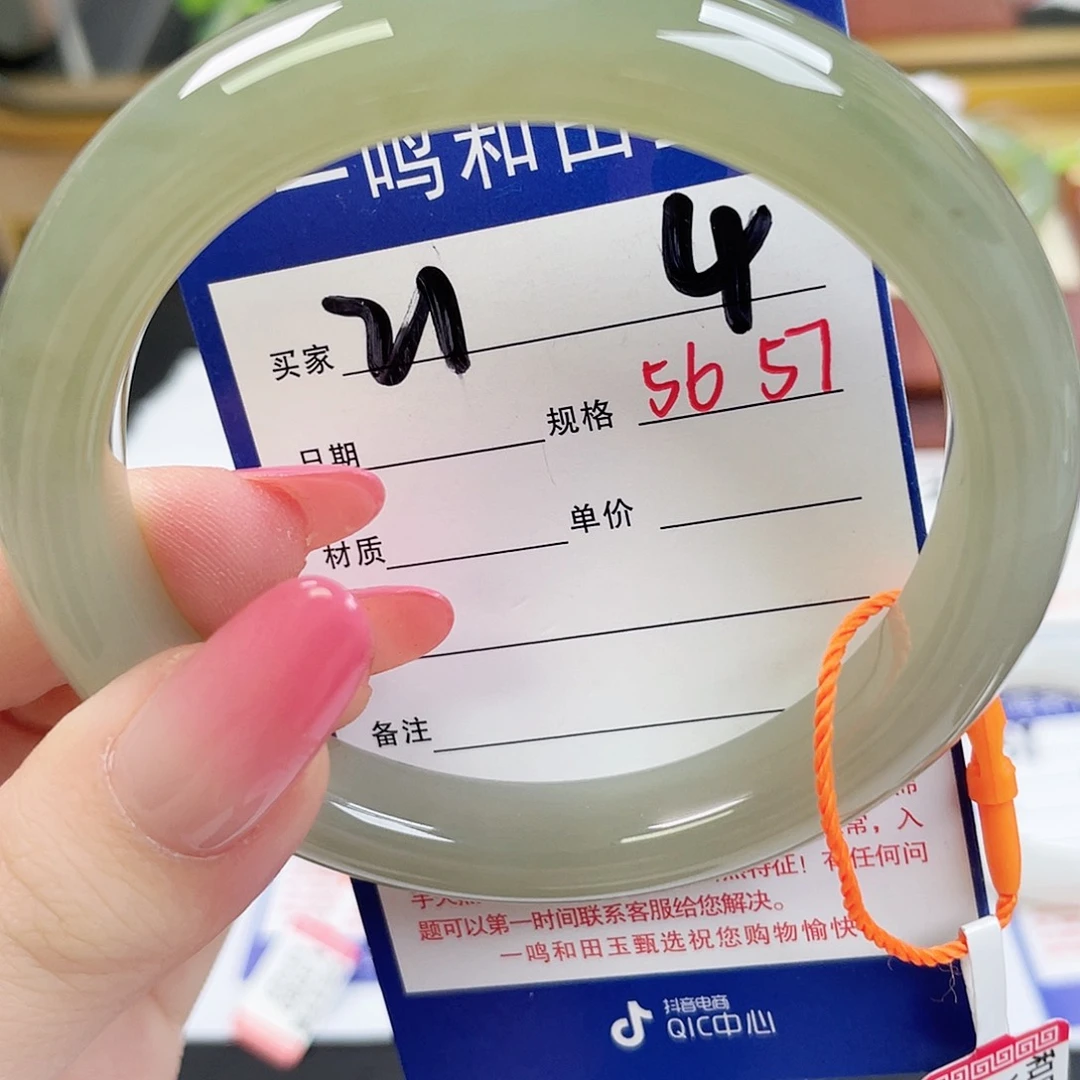 一鸣和田玉
21 4
买家
日期 规格 56 57
材质 单价
备注
常，入
特征！有任何问
题可以第一时间联系客服给您解决。
一鸣和田玉甄选祝您购物愉快
抖音电商
QIC中心